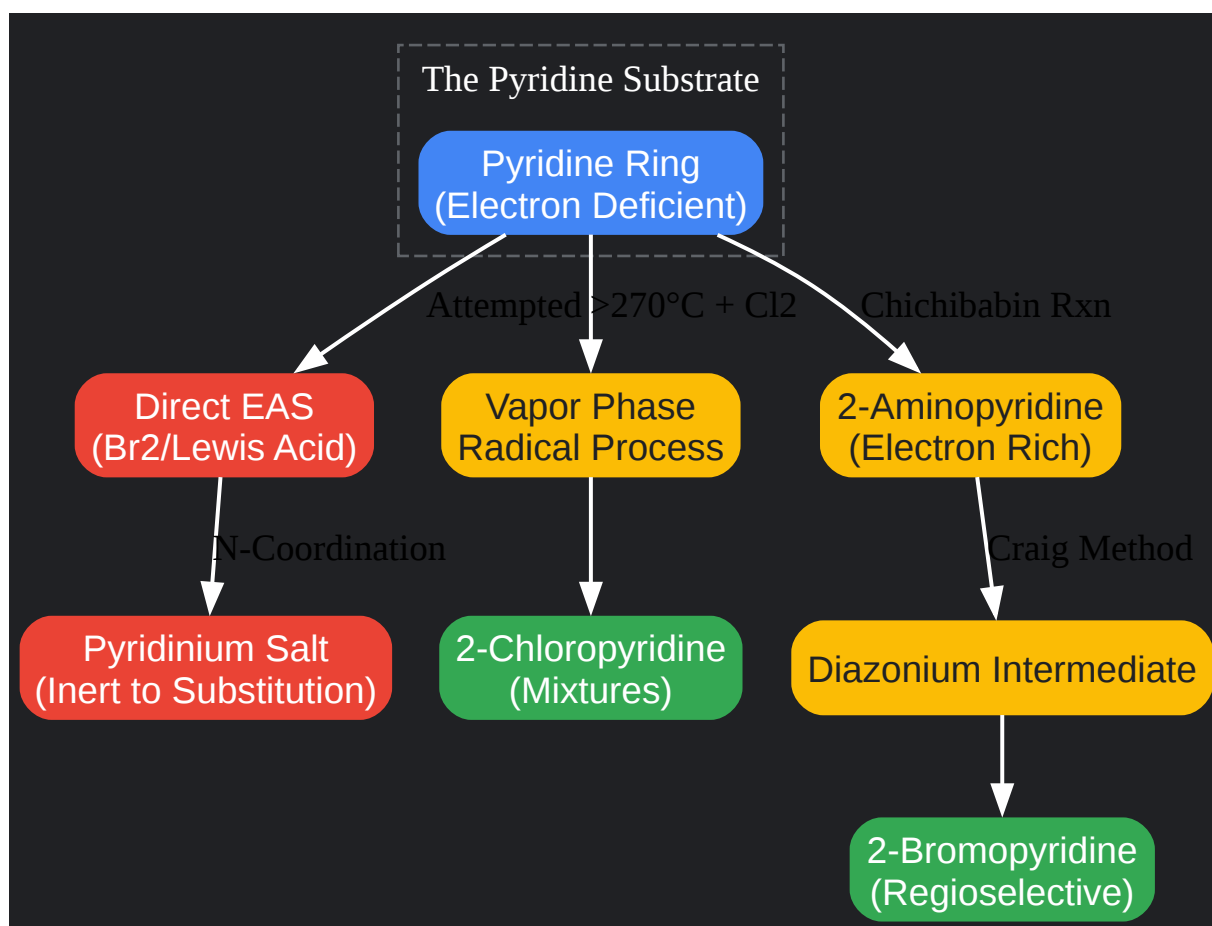 The Pyridine Substrate
Pyridine Ring
(Electron Deficient)
Attempted
>270°C + Cl2
Chichibabin Rxn
Direct EAS
(Br2/Lewis Acid)
Vapor Phase
Radical Process
2-Aminopyridine
(Electron Rich)
N-Coordination
Craig Method
Pyridinium Salt
(Inert to Substitution)
2-Chloropyridine
(Mixtures)
Diazonium Intermediate
2-Bromopyridine
(Regioselective)